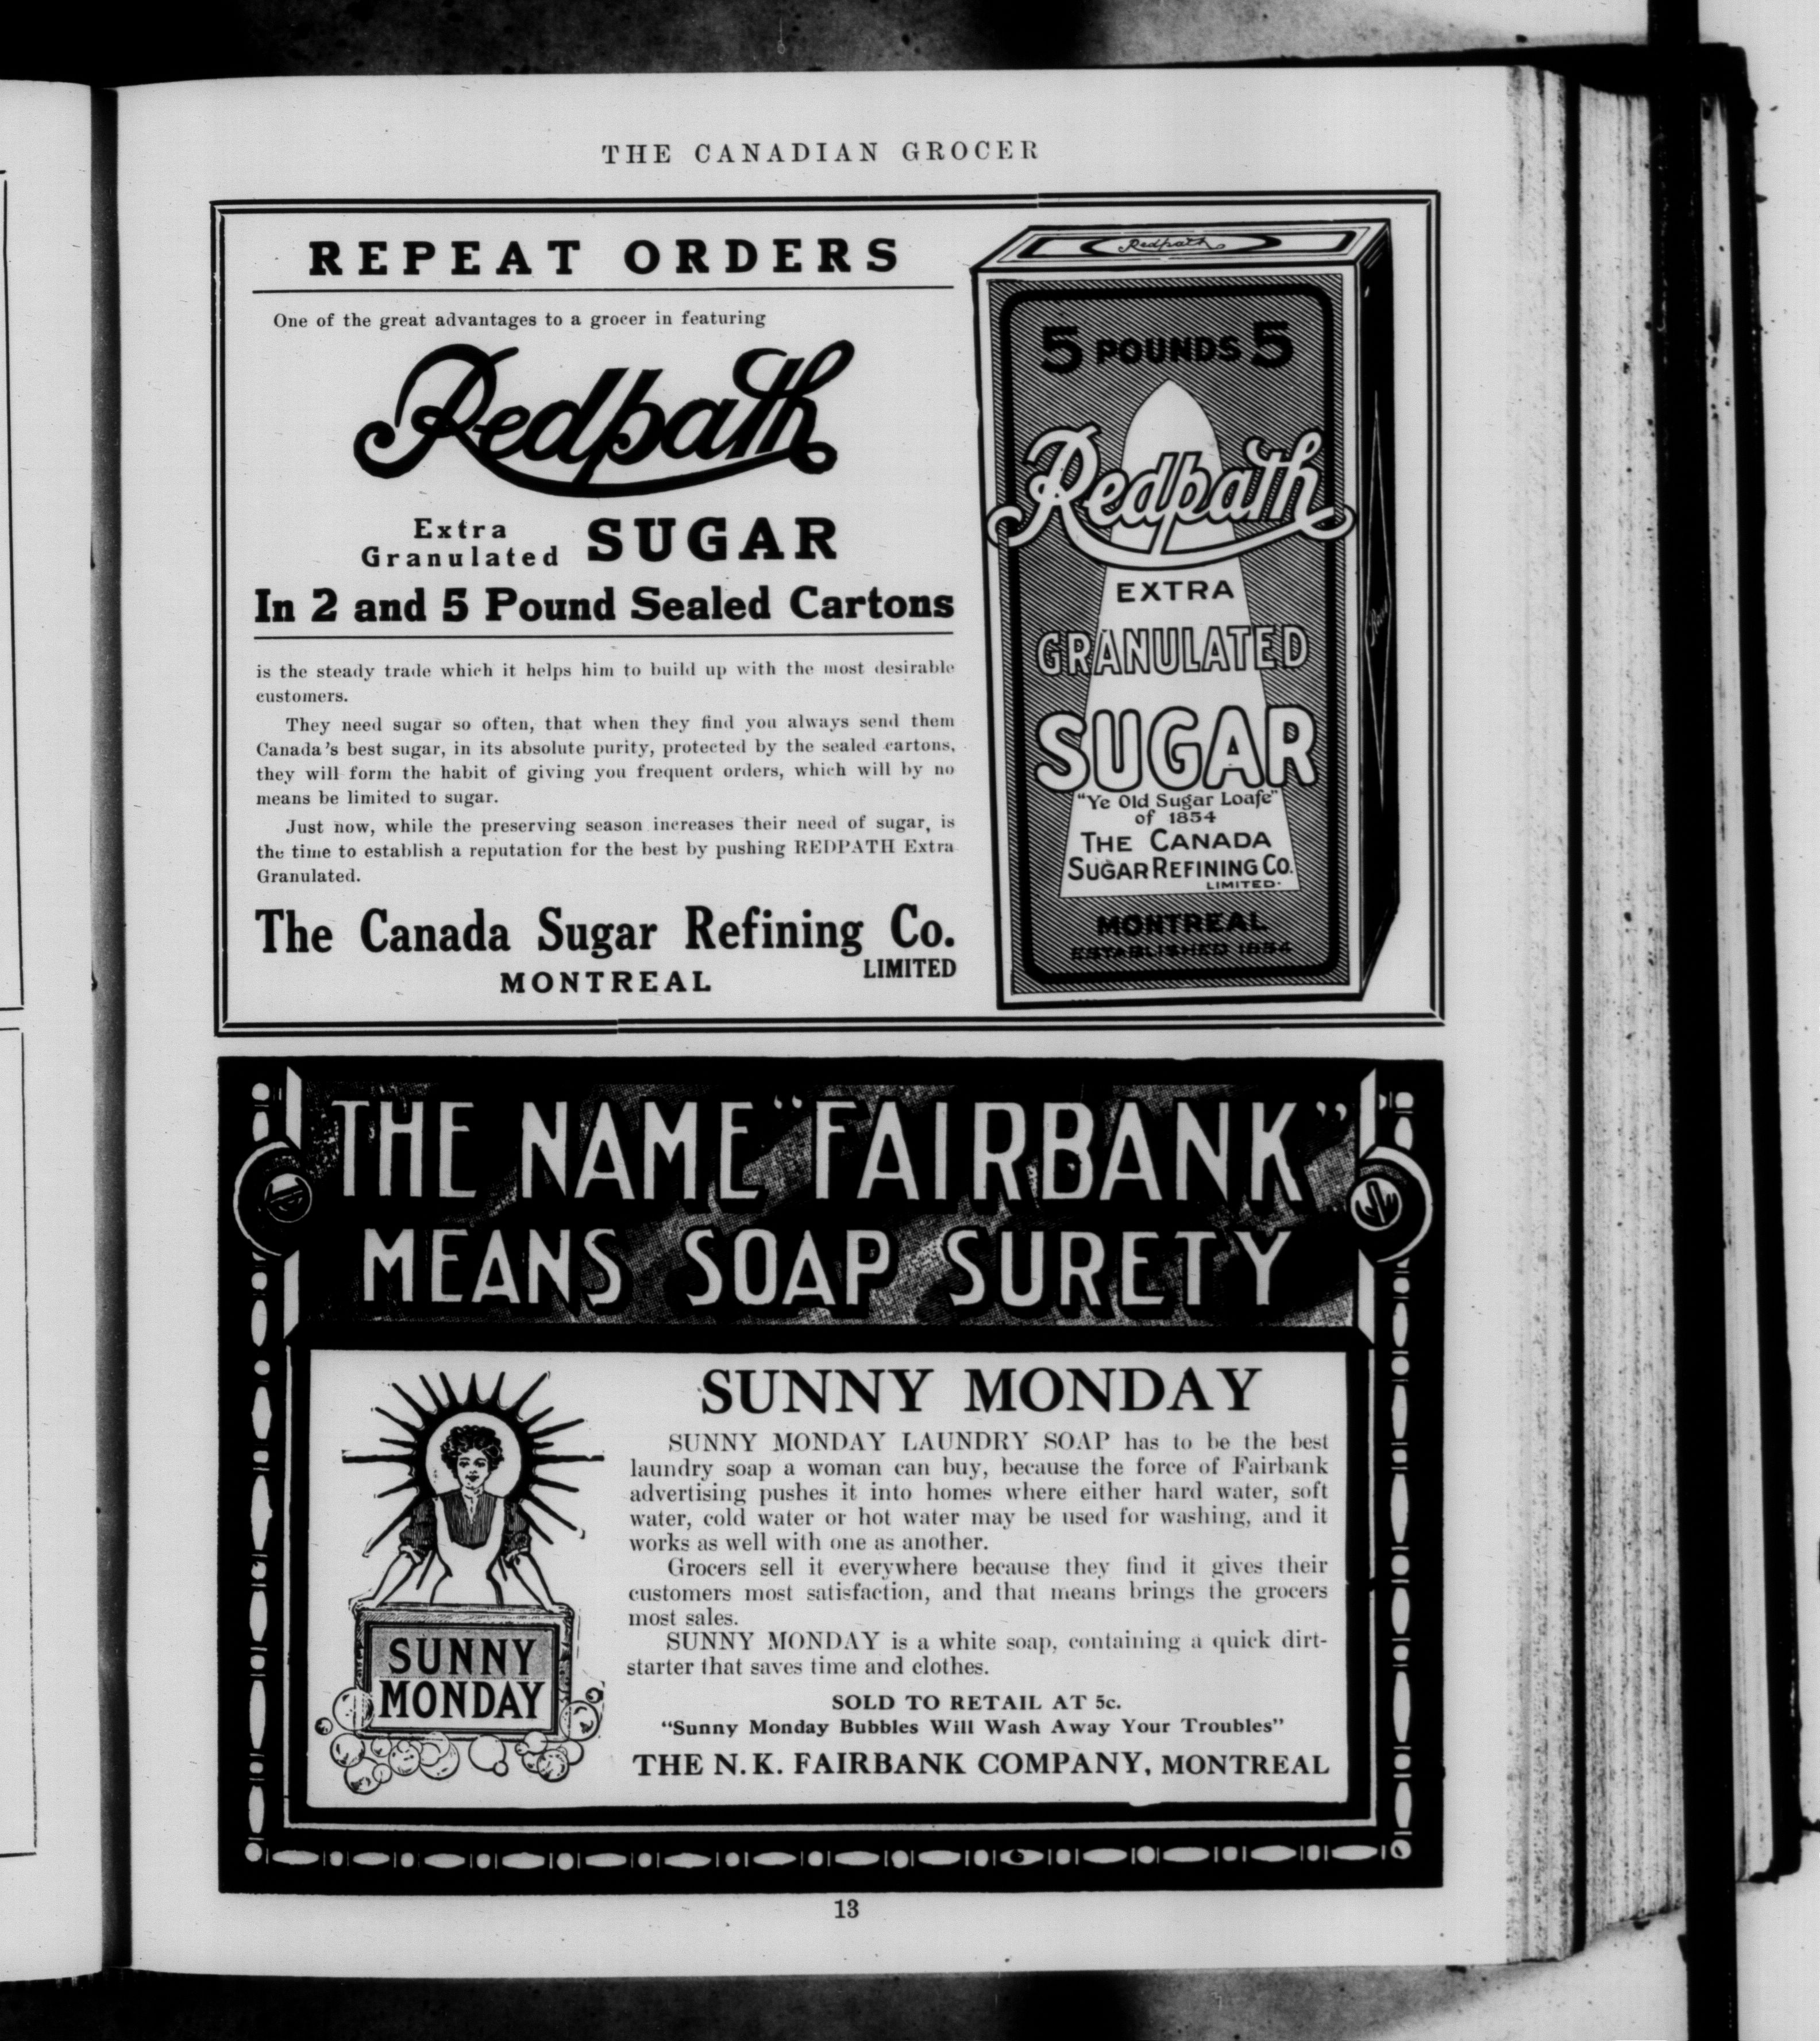 THE CANADIAN GROCER
REPEAT ORDERS
One of the great advantages to a grocer in featuring
Redpath
Extra
Granulated SUGAR
In 2 and 5 Pound Sealed Cartons
is the steady trade which it helps him to build up with the most desirable
customers.
They need sugar so often, that when they find you always send them
Canada's best sugar, in its absolute purity, protected by the sealed cartons,
they will form the habit of giving you frequent orders, which will by no
means be limited to sugar.
Just now, while the preserving season increases their need of sugar, is
the time to establish a reputation for the best by pushing REDPATH Extra
Granulated.
The Canada Sugar Refining Co.
LIMITED
MONTREAL
Redpath
5 POUNDS 5
Redpath
EXTRA
GRANULATED
SUGAR
"Ye Old Sugar Loafe"
of 1854
THE CANADA
SUGAR REFINING CO.
LIMITED.
MONTREAL
ESTABLISHED 1854
THE NAME "FAIRBANK"
MEANS SOAP SURETY
SUNNY MONDAY
SUNNY MONDAY LAUNDRY SOAP has to be the best
laundry soap a woman can buy, because the force of Fairbank
advertising pushes it into homes where either hard water, soft
water, cold water or hot water may be used for washing, and it
works as well with one as another.
Grocers sell it everywhere because they find it gives their
customers most satisfaction, and that means brings the grocers
most sales.
SUNNY MONDAY is a white soap, containing a quick dirt-
starter that saves time and clothes.
SOLD TO RETAIL AT 5c.
"Sunny Monday Bubbles Will Wash Away Your Troubles"
THE N. K. FAIRBANK COMPANY, MONTREAL
SUNNY
MONDAY
13